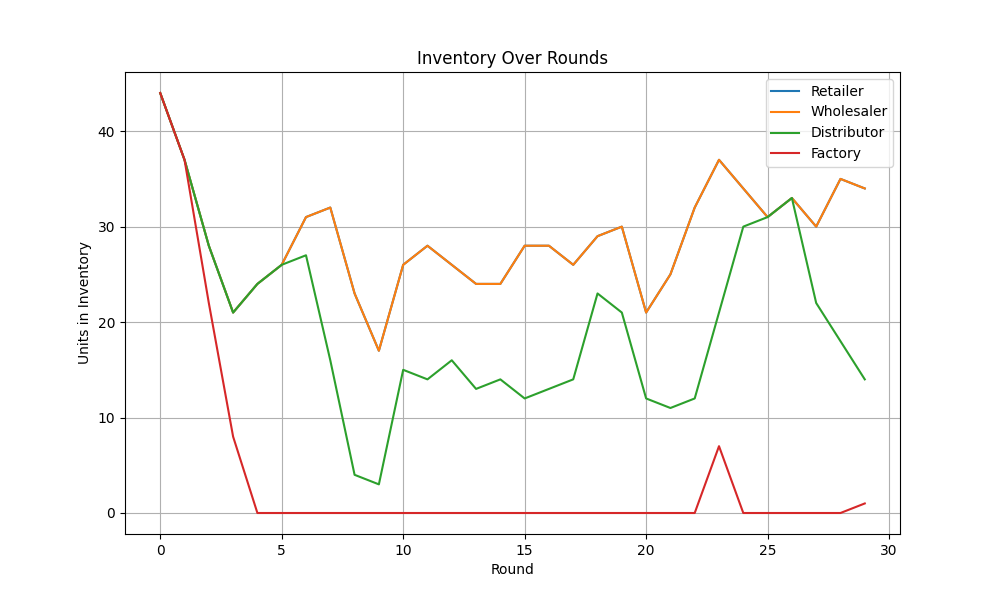 Inventory Over Rounds
Retailer
Wholesaler
Distributor
Factory
Units in Inventory
40
30
20
10
0
0 5 10 15 20 25 30
Round